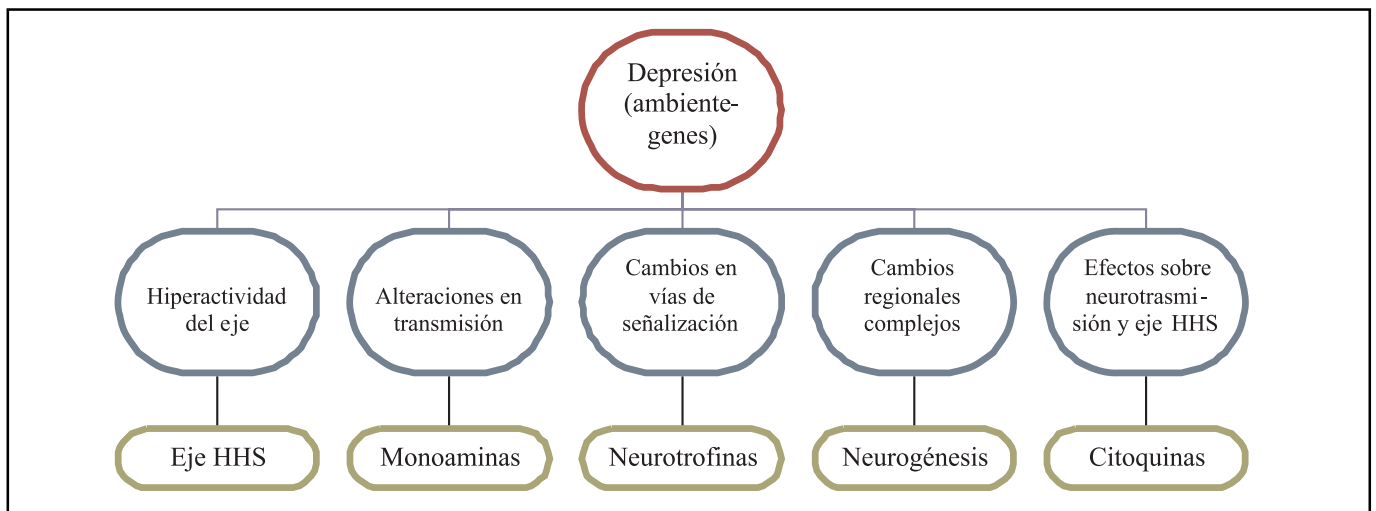 Depresión
(ambiente-
genes)
Hiperactividad
del eje
Alteraciones en
transmisión
Cambios en
vías de
señalización
Cambios
regionales
complejos
Efectos sobre
neurotrasmi-
sión y eje HHS
Eje HHS
Monoaminas
Neurotrofinas
Neurogénesis
Citoquinas